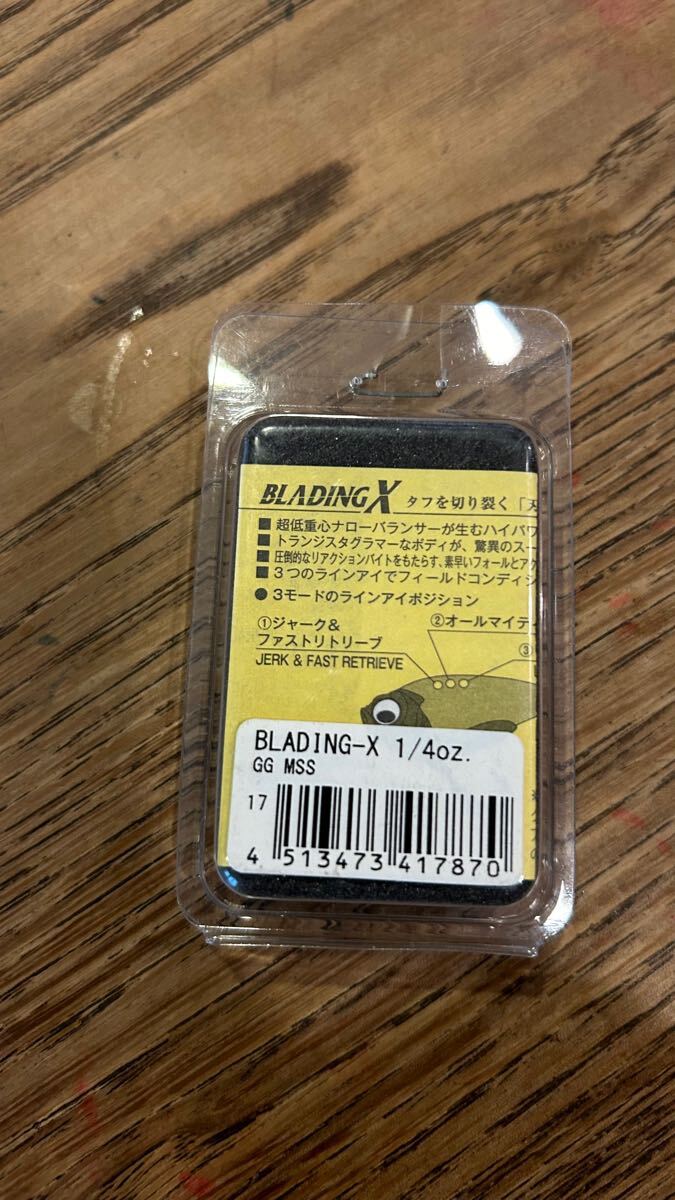 BLADING X タフを切り裂く「刃
■ 超低重心ナローバランサーが生むハイパワ
■ トランジスタグラマーなボディが、驚異のスー
■ 圧倒的なリアクションバイトをもたらす、素早いフォールとアク
■ 3つのラインアイでフィールドコンディシ
● 3モードのラインアイポジション
①ジャーク&
ファストリトリーブ
JERK & FAST RETRIEVE
②オールマイテ
③
BLADING-X 1/4oz.
GG MSS
17
4 513473 417870